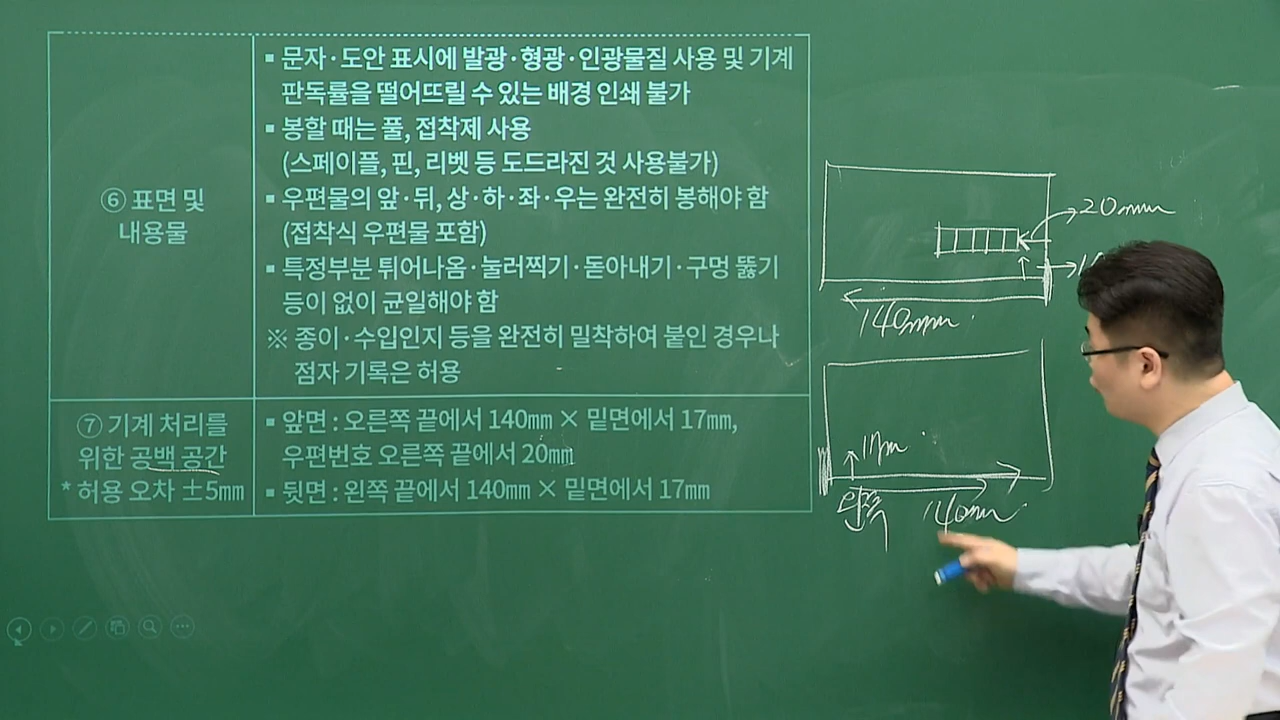 ⑥ 표면 및
내용물
▪ 문자·도안 표시에 발광·형광·인광물질 사용 및 기계
판독률을 떨어뜨릴 수 있는 배경 인쇄 불가
▪ 봉할 때는 풀, 접착제 사용
(스페이플, 핀, 리벳 등 도드라진 것 사용불가)
▪ 우편물의 앞·뒤, 상·하·좌·우는 완전히 봉해야 함
(접착식 우편물 포함)
▪ 특정부분 튀어나옴·눌러찍기·돋아내기·구멍 뚫기
등이 없이 균일해야 함
※ 종이·수입인지 등을 완전히 밀착하여 붙인 경우나
점자 기록은 허용
⑦ 기계 처리를
위한 공백 공간
* 허용 오차 ±5㎜
▪ 앞면 : 오른쪽 끝에서 140㎜ × 밑면에서 17㎜,
우편번호 오른쪽 끝에서 20㎜
▪ 뒷면 : 왼쪽 끝에서 140㎜ × 밑면에서 17㎜
20mm
140mm
17m
140mm